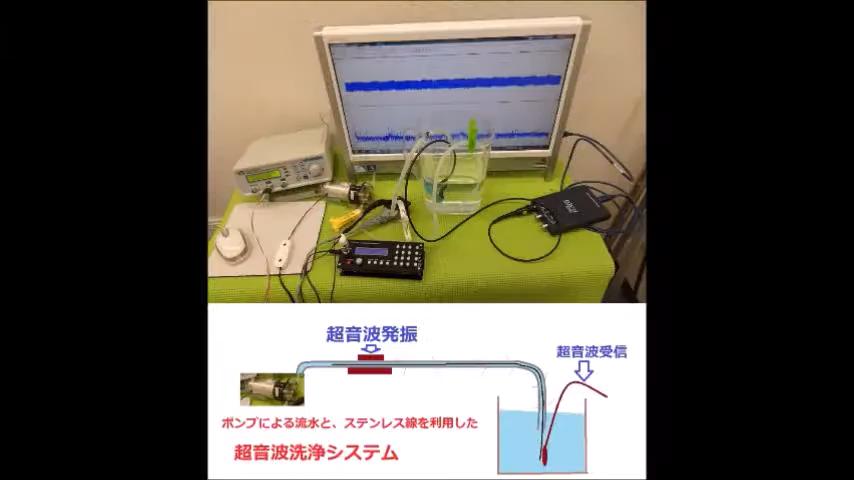 超音波発振
超音波受信
ポンプによる流水と、ステンレス線を利用した
超音波洗浄システム